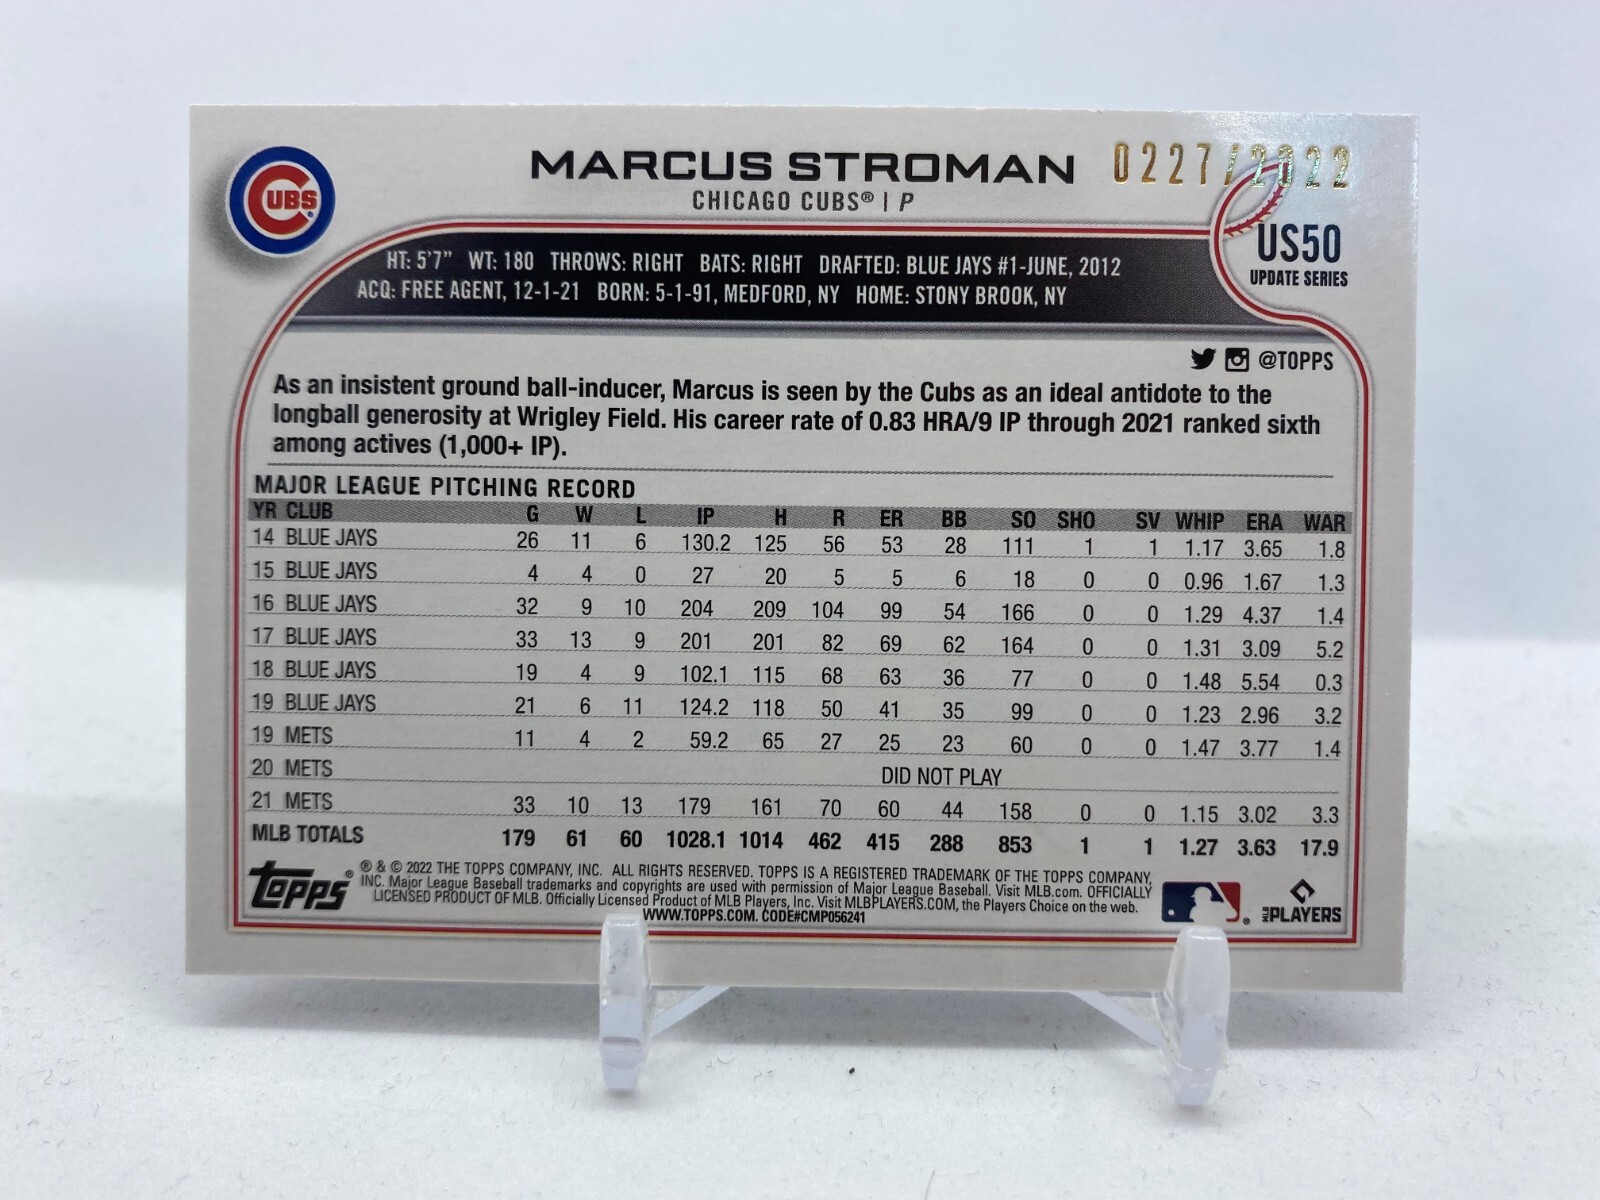 CUBS®
MARCUS STROMAN
0227/2022
CHICAGO CUBS® | P
US50
UPDATE SERIES
HT: 5'7" WT: 180 THROWS: RIGHT BATS: RIGHT DRAFTED: BLUE JAYS #1-JUNE, 2012
ACQ: FREE AGENT, 12-1-21 BORN: 5-1-91, MEDFORD, NY HOME: STONY BROOK, NY
@TOPPS
As an insistent ground ball-inducer, Marcus is seen by the Cubs as an ideal antidote to the
longball generosity at Wrigley Field. His career rate of 0.83 HRA/9 IP through 2021 ranked sixth
among actives (1,000+ IP).
MAJOR LEAGUE PITCHING RECORD
YR CLUB G W L IP H R ER BB SO SHO SV WHIP ERA WAR
14 BLUE JAYS 26 11 6 130.2 125 56 53 28 111 1 1 1.17 3.65 1.8
15 BLUE JAYS 4 4 0 27 20 5 5 6 18 0 0 0.96 1.67 1.3
16 BLUE JAYS 32 9 10 204 209 104 99 54 166 0 0 1.29 4.37 1.4
17 BLUE JAYS 33 13 9 201 201 82 69 62 164 0 0 1.31 3.09 5.2
18 BLUE JAYS 19 4 9 102.1 115 68 63 36 77 0 0 1.48 5.54 0.3
19 BLUE JAYS 21 6 11 124.2 118 50 41 35 99 0 0 1.23 2.96 3.2
19 METS 11 4 2 59.2 65 27 25 23 60 0 0 1.47 3.77 1.4
20 METS DID NOT PLAY
21 METS 33 10 13 179 161 70 60 44 158 0 0 1.15 3.02 3.3
MLB TOTALS 179 61 60 1028.1 1014 462 415 288 853 1 1 1.27 3.63 17.9
Topps®
® & © 2022 THE TOPPS COMPANY, INC. ALL RIGHTS RESERVED. TOPPS IS A REGISTERED TRADEMARK OF THE TOPPS COMPANY,
INC. Major League Baseball trademarks and copyrights are used with permission of Major League Baseball. Visit MLB.com. OFFICIALLY
LICENSED PRODUCT OF MLB. Officially Licensed Product of MLB Players, Inc. Visit MLBPLAYERS.COM, the Players Choice on the web.
WWW.TOPPS.COM. CODE#CMP056241
MLB PLAYERS